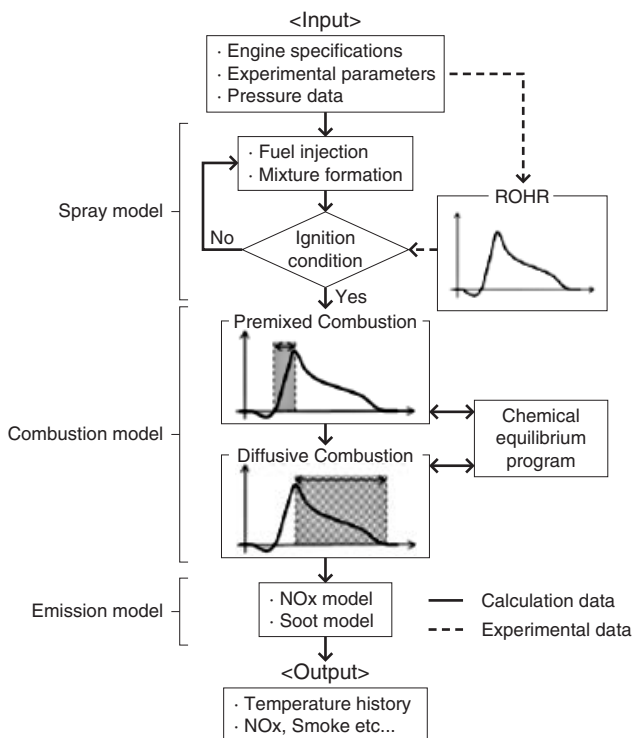 <Input>
· Engine specifications
· Experimental parameters
· Pressure data
· Fuel injection
· Mixture formation
Spray model
ROHR
No
Ignition
condition
Yes
Premixed Combustion
Combustion model
Chemical
equilibrium
program
Diffusive Combustion
Emission model
· NOx model
· Soot model
Calculation data
Experimental data
<Output>
· Temperature history
· NOx, Smoke etc...